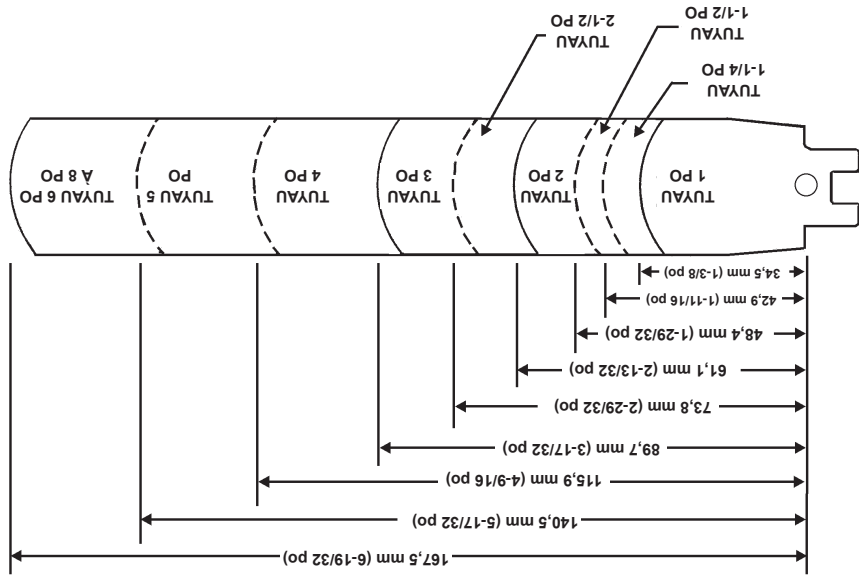 167,5 mm (6-19/32 po)
140,5 mm (5-17/32 po)
115,9 mm (4-9/16 po)
89,7 mm (3-17/32 po)
73,8 mm (2-29/32 po)
61,1 mm (2-13/32 po)
48,4 mm (1-29/32 po)
42,9 mm (1-11/16 po)
34,5 mm (1-3/8 po)
TUYAU
1 PO
TUYAU
2 PO
TUYAU
3 PO
TUYAU
4 PO
TUYAU 5
PO
TUYAU 6 PO
À 8 PO
TUYAU
1-1/4 PO
TUYAU
1-1/2 PO
TUYAU
2-1/2 PO